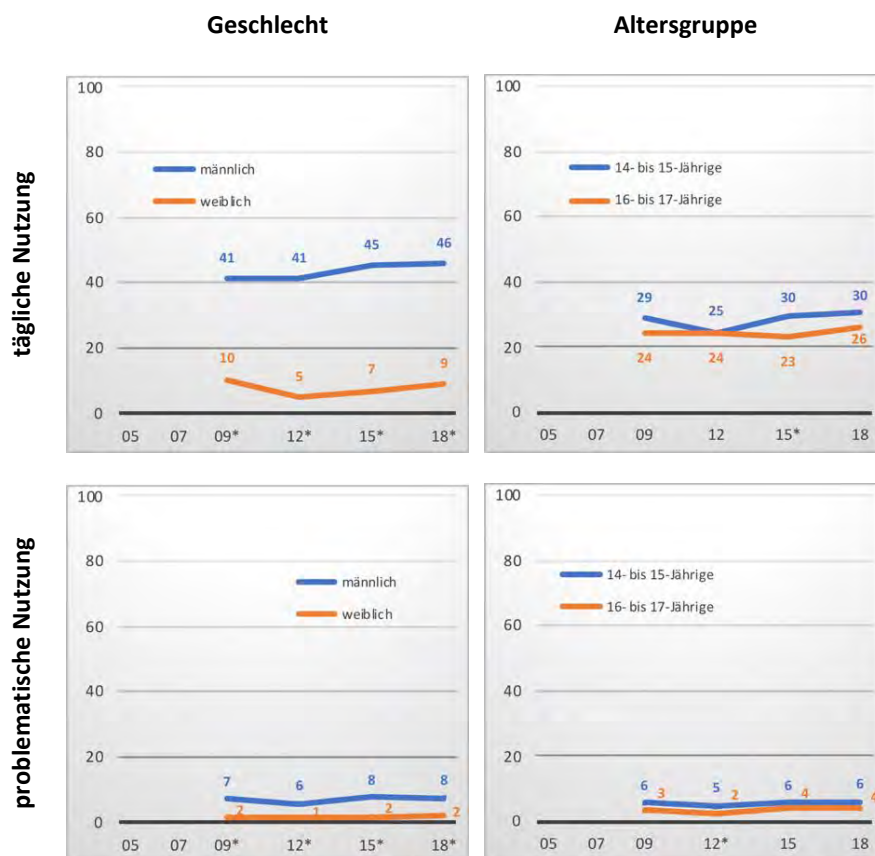 Geschlecht
Altersgruppe
tägliche Nutzung
100
80
60
40
20
0
männlich
weiblich
41 41 45 46
10 5 7 9
05 07 09* 12* 15* 18*
100
80
60
40
20
0
14- bis 15-Jährige
16- bis 17-Jährige
29 25 30 30
24 24 23 26
05 07 09 12 15* 18
problematische Nutzung
100
80
60
40
20
0
männlich
weiblich
7 6 8 8
2 1 2 2
05 07 09* 12* 15* 18*
100
80
60
40
20
0
14- bis 15-Jährige
16- bis 17-Jährige
6 5 6 6
3 2 4 4
05 07 09 12* 15 18